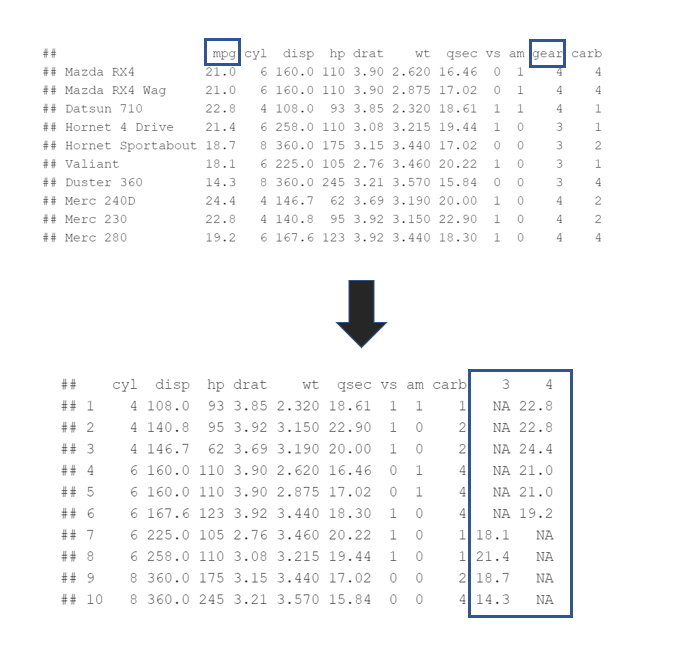 ## mpg cyl disp hp drat wt qsec vs am gear carb
## Mazda RX4 21.0 6 160.0 110 3.90 2.620 16.46 0 1 4 4
## Mazda RX4 Wag 21.0 6 160.0 110 3.90 2.875 17.02 0 1 4 4
## Datsun 710 22.8 4 108.0 93 3.85 2.320 18.61 1 1 4 1
## Hornet 4 Drive 21.4 6 258.0 110 3.08 3.215 19.44 1 0 3 1
## Hornet Sportabout 18.7 8 360.0 175 3.15 3.440 17.02 0 0 3 2
## Valiant 18.1 6 225.0 105 2.76 3.460 20.22 1 0 3 1
## Duster 360 14.3 8 360.0 245 3.21 3.570 15.84 0 0 3 4
## Merc 240D 24.4 4 146.7 62 3.69 3.190 20.00 1 0 4 2
## Merc 230 22.8 4 140.8 95 3.92 3.150 22.90 1 0 4 2
## Merc 280 19.2 6 167.6 123 3.92 3.440 18.30 1 0 4 4
## cyl disp hp drat wt qsec vs am carb 3 4
## 1 4 108.0 93 3.85 2.320 18.61 1 1 1 NA 22.8
## 2 4 140.8 95 3.92 3.150 22.90 1 0 2 NA 22.8
## 3 4 146.7 62 3.69 3.190 20.00 1 0 2 NA 24.4
## 4 6 160.0 110 3.90 2.620 16.46 0 1 4 NA 21.0
## 5 6 160.0 110 3.90 2.875 17.02 0 1 4 NA 21.0
## 6 6 167.6 123 3.92 3.440 18.30 1 0 4 NA 19.2
## 7 6 225.0 105 2.76 3.460 20.22 1 0 1 18.1 NA
## 8 6 258.0 110 3.08 3.215 19.44 1 0 1 21.4 NA
## 9 8 360.0 175 3.15 3.440 17.02 0 0 2 18.7 NA
## 10 8 360.0 245 3.21 3.570 15.84 0 0 4 14.3 NA